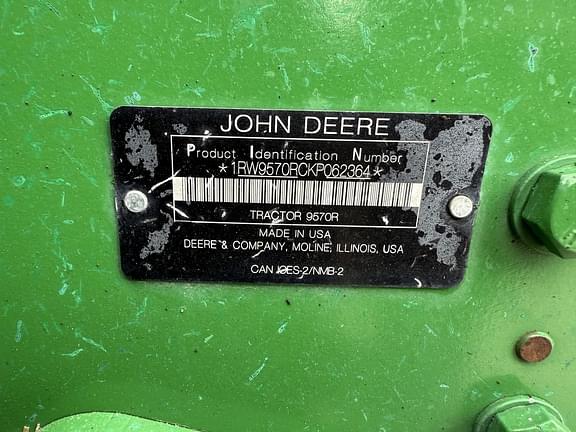 JOHN DEERE
Product Identification Number
*1RW9570RCKP062364*
TRACTOR 9570R
MADE IN USA
DEERE & COMPANY, MOLINE, ILLINOIS, USA
CAN ICES-2/NMB-2